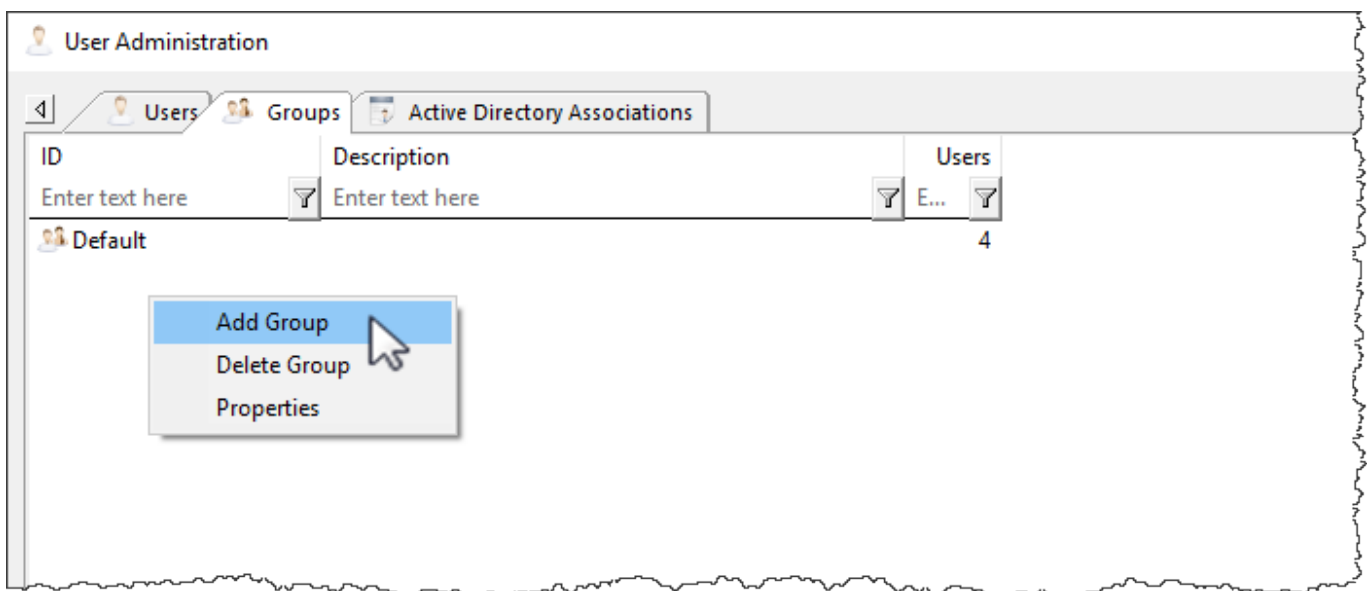 User Administration
Users Groups Active Directory Associations
ID Description Users
Enter text here Enter text here E...
Default 4
Add Group
Delete Group
Properties